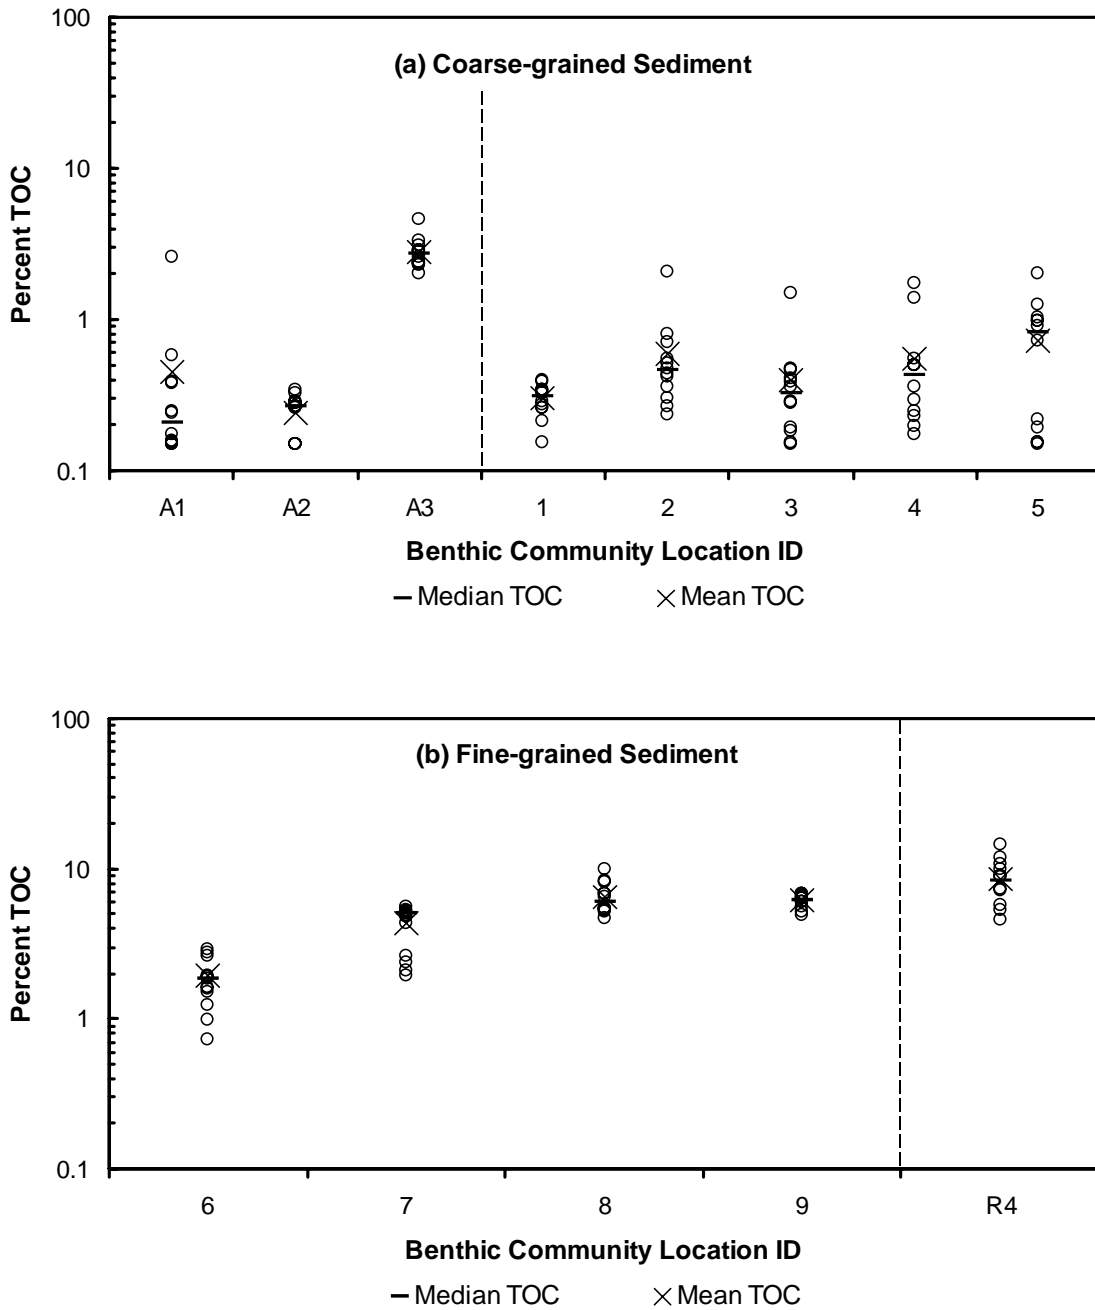 (a) Coarse-grained Sediment
Percent TOC
100
10
1
0.1
A1 A2 A3 1 2 3 4 5
Benthic Community Location ID
Median TOC Mean TOC
(b) Fine-grained Sediment
Percent TOC
100
10
1
0.1
6 7 8 9 R4
Benthic Community Location ID
Median TOC Mean TOC